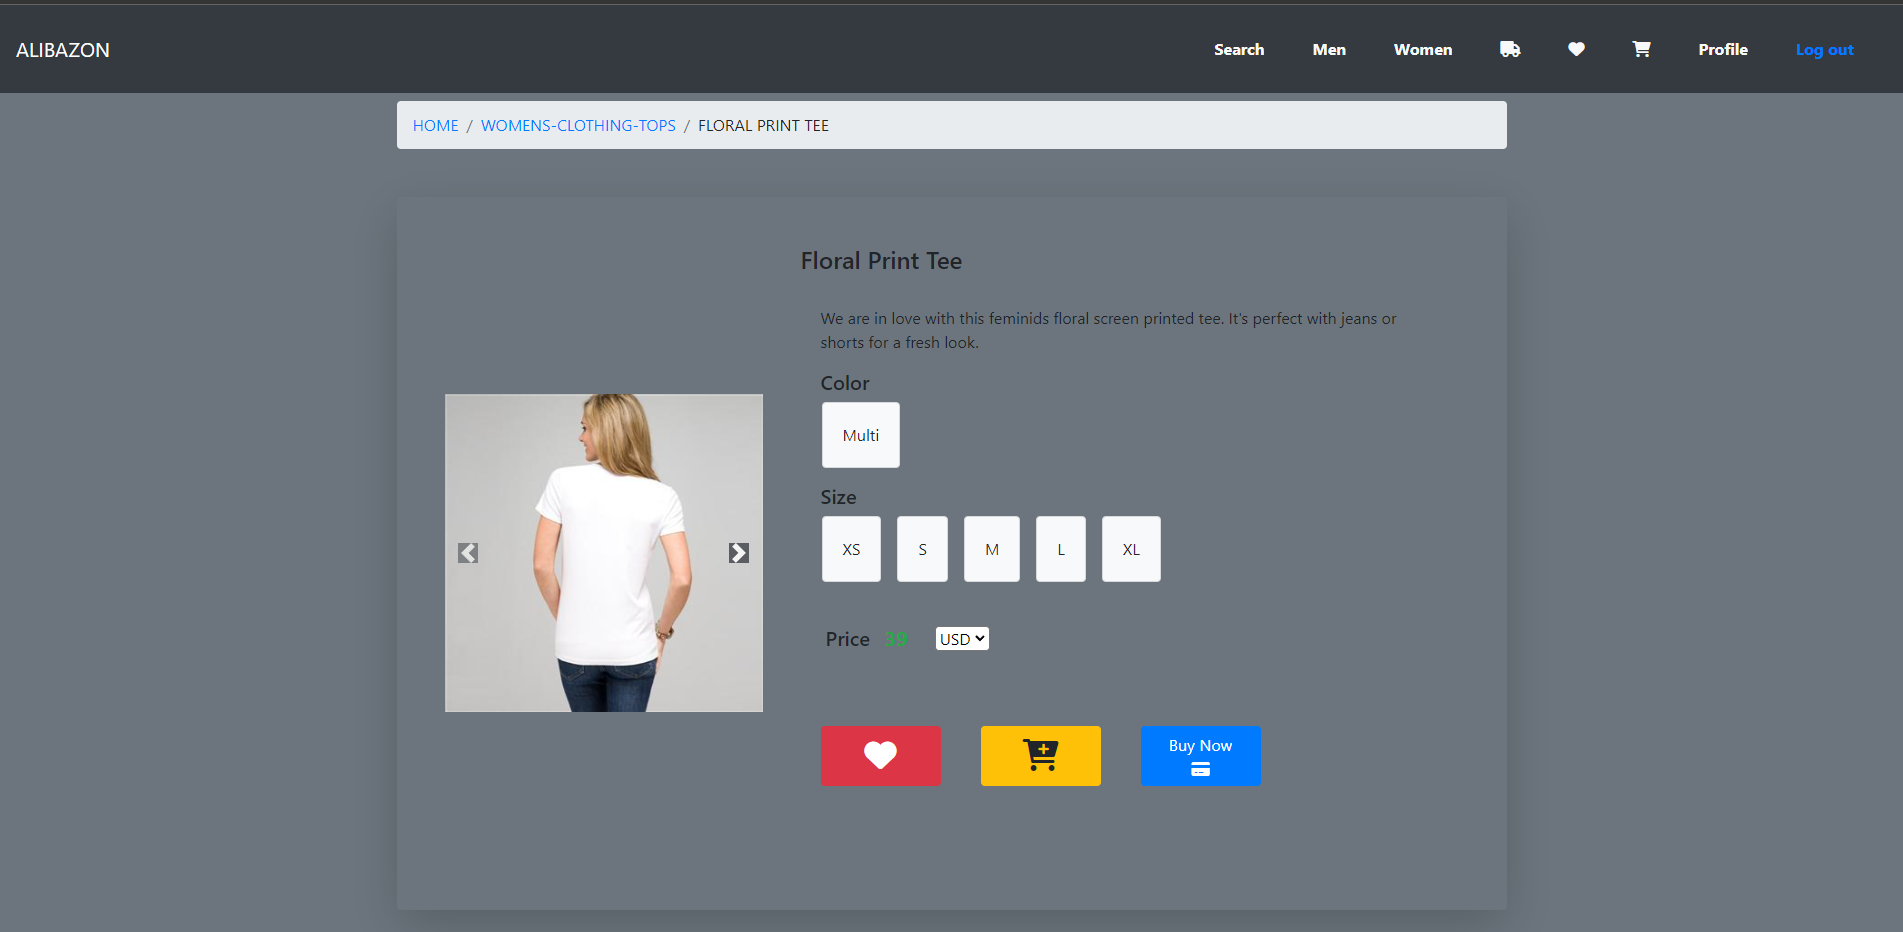 ALIBAZON
Search Men Women Profile Log out
HOME / WOMENS-CLOTHING-TOPS / FLORAL PRINT TEE
Floral Print Tee
We are in love with this feminids floral screen printed tee. It's perfect with jeans or
shorts for a fresh look.
Color
Multi
Size
XS S M L XL
Price 39 USD
Buy Now